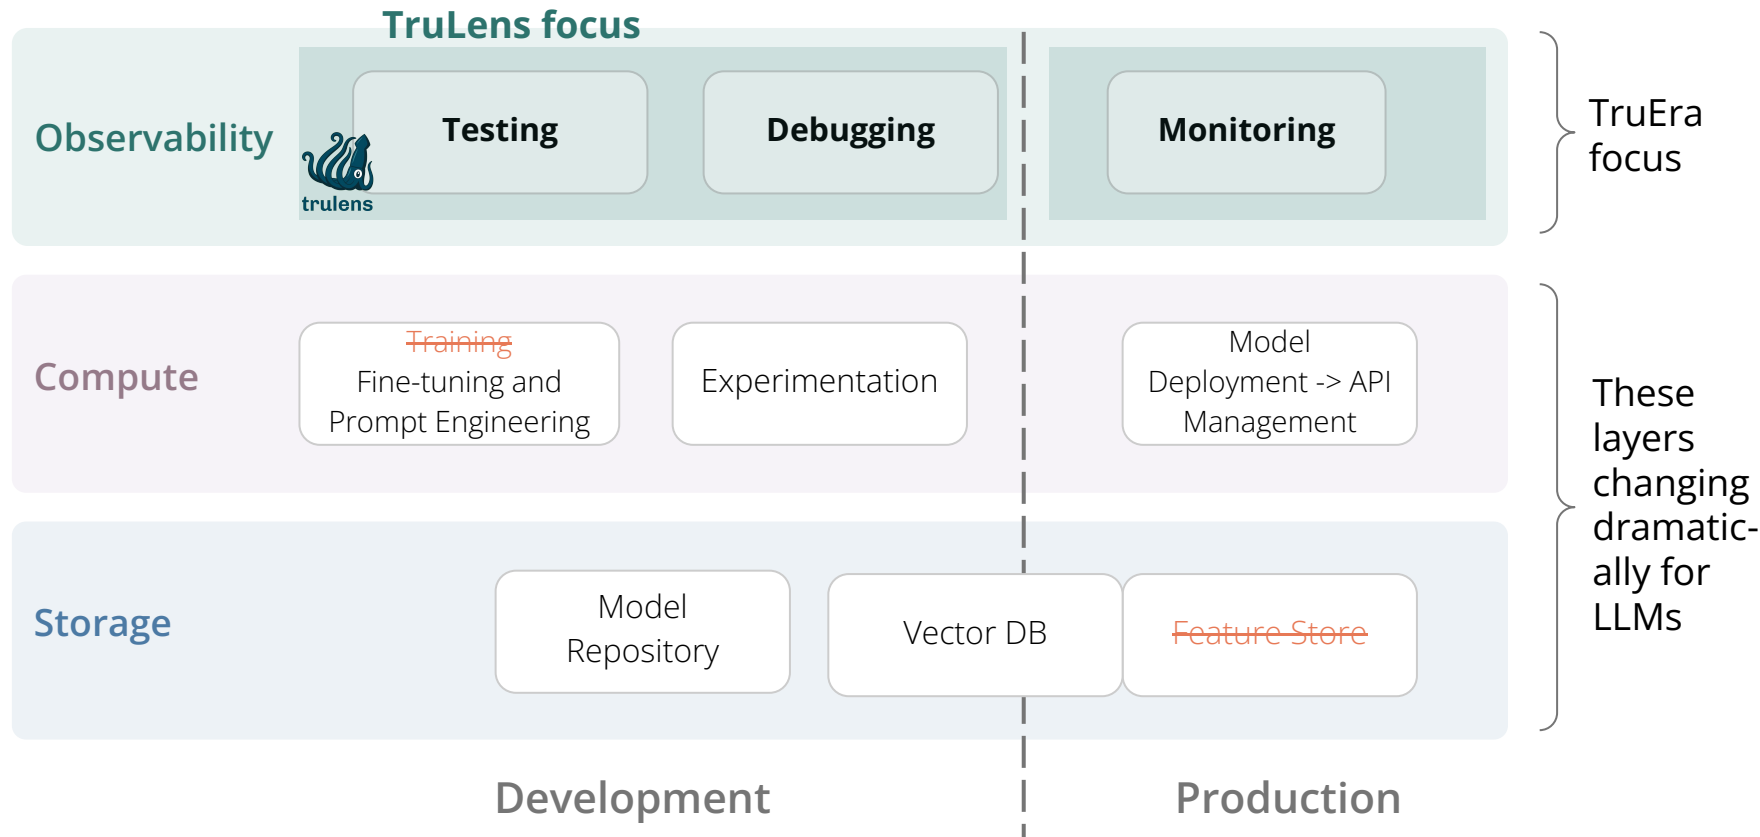 TruLens focus
Observability
trulens
Testing
Debugging
Monitoring
TruEra
focus
Compute
Training
Fine-tuning and
Prompt Engineering
Experimentation
Model
Deployment -> API
Management
These
layers
changing
dramatic-
ally for
LLMs
Storage
Model
Repository
Vector DB
Feature Store
Development
Production